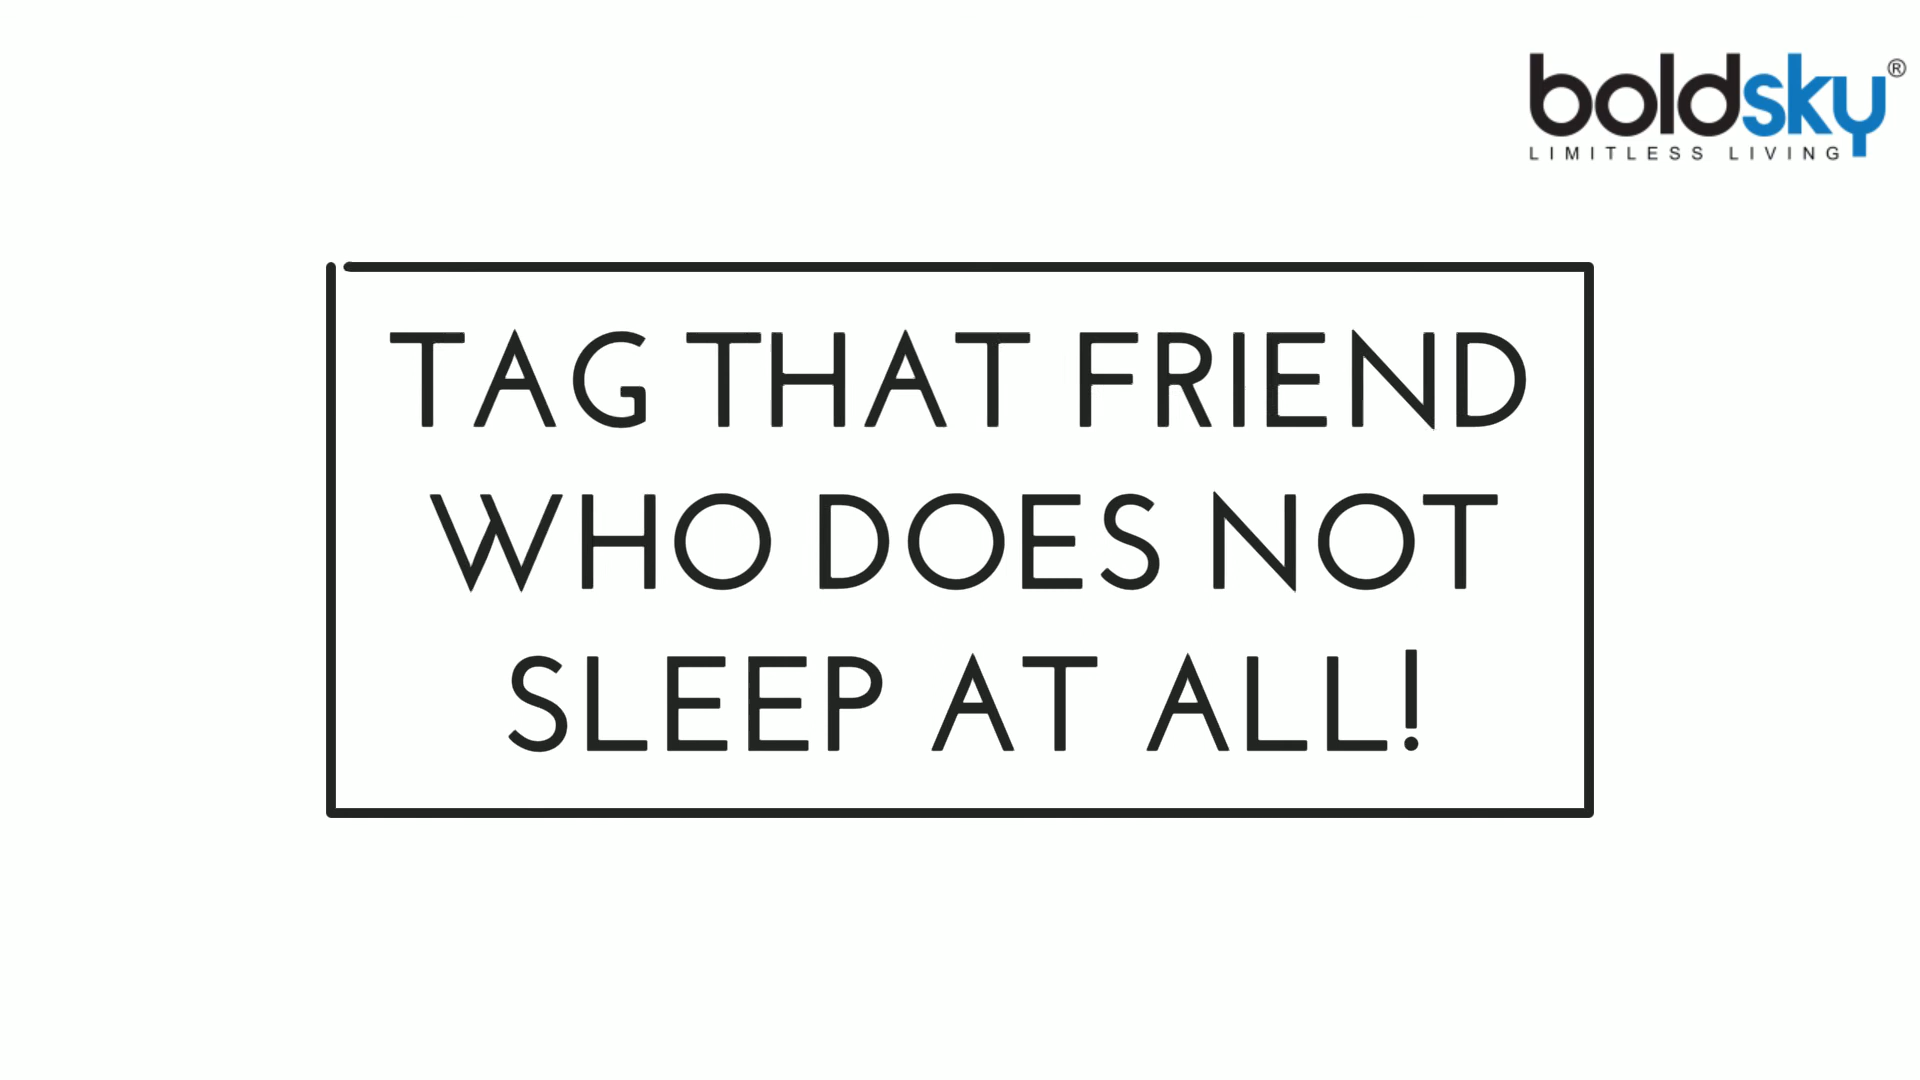 boldsky®
LIMITLESS LIVING
TAG THAT FRIEND
WHO DOES NOT
SLEEP AT ALL!